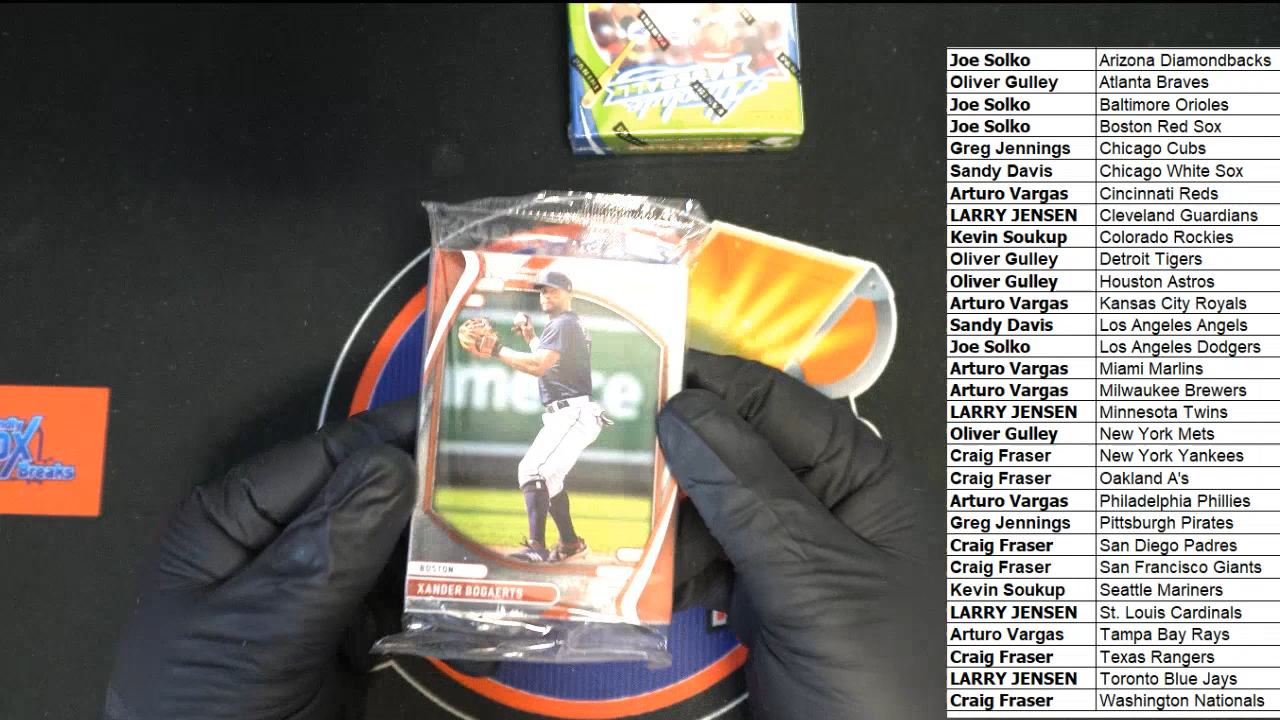 PANINI
PANINI
Absolute
BASEBALL
ndly
OX
Breaks
BOSTON
XANDER BOGAERTS
Joe Solko Arizona Diamondbacks
Oliver Gulley Atlanta Braves
Joe Solko Baltimore Orioles
Joe Solko Boston Red Sox
Greg Jennings Chicago Cubs
Sandy Davis Chicago White Sox
Arturo Vargas Cincinnati Reds
LARRY JENSEN Cleveland Guardians
Kevin Soukup Colorado Rockies
Oliver Gulley Detroit Tigers
Oliver Gulley Houston Astros
Arturo Vargas Kansas City Royals
Sandy Davis Los Angeles Angels
Joe Solko Los Angeles Dodgers
Arturo Vargas Miami Marlins
Arturo Vargas Milwaukee Brewers
LARRY JENSEN Minnesota Twins
Oliver Gulley New York Mets
Craig Fraser New York Yankees
Craig Fraser Oakland A's
Arturo Vargas Philadelphia Phillies
Greg Jennings Pittsburgh Pirates
Craig Fraser San Diego Padres
Craig Fraser San Francisco Giants
Kevin Soukup Seattle Mariners
LARRY JENSEN St. Louis Cardinals
Arturo Vargas Tampa Bay Rays
Craig Fraser Texas Rangers
LARRY JENSEN Toronto Blue Jays
Craig Fraser Washington Nationals